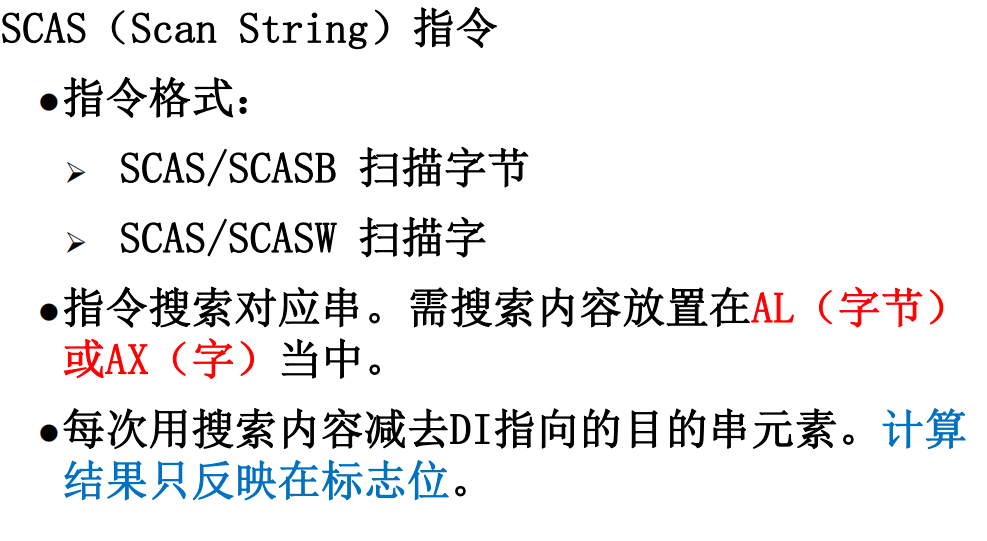 SCAS（Scan String）指令
●指令格式：
➢ SCAS/SCASB 扫描字节
➢ SCAS/SCASW 扫描字
●指令搜索对应串。需搜索内容放置在AL（字节）
或AX（字）当中。
●每次用搜索内容减去DI指向的目的串元素。计算
结果只反映在标志位。